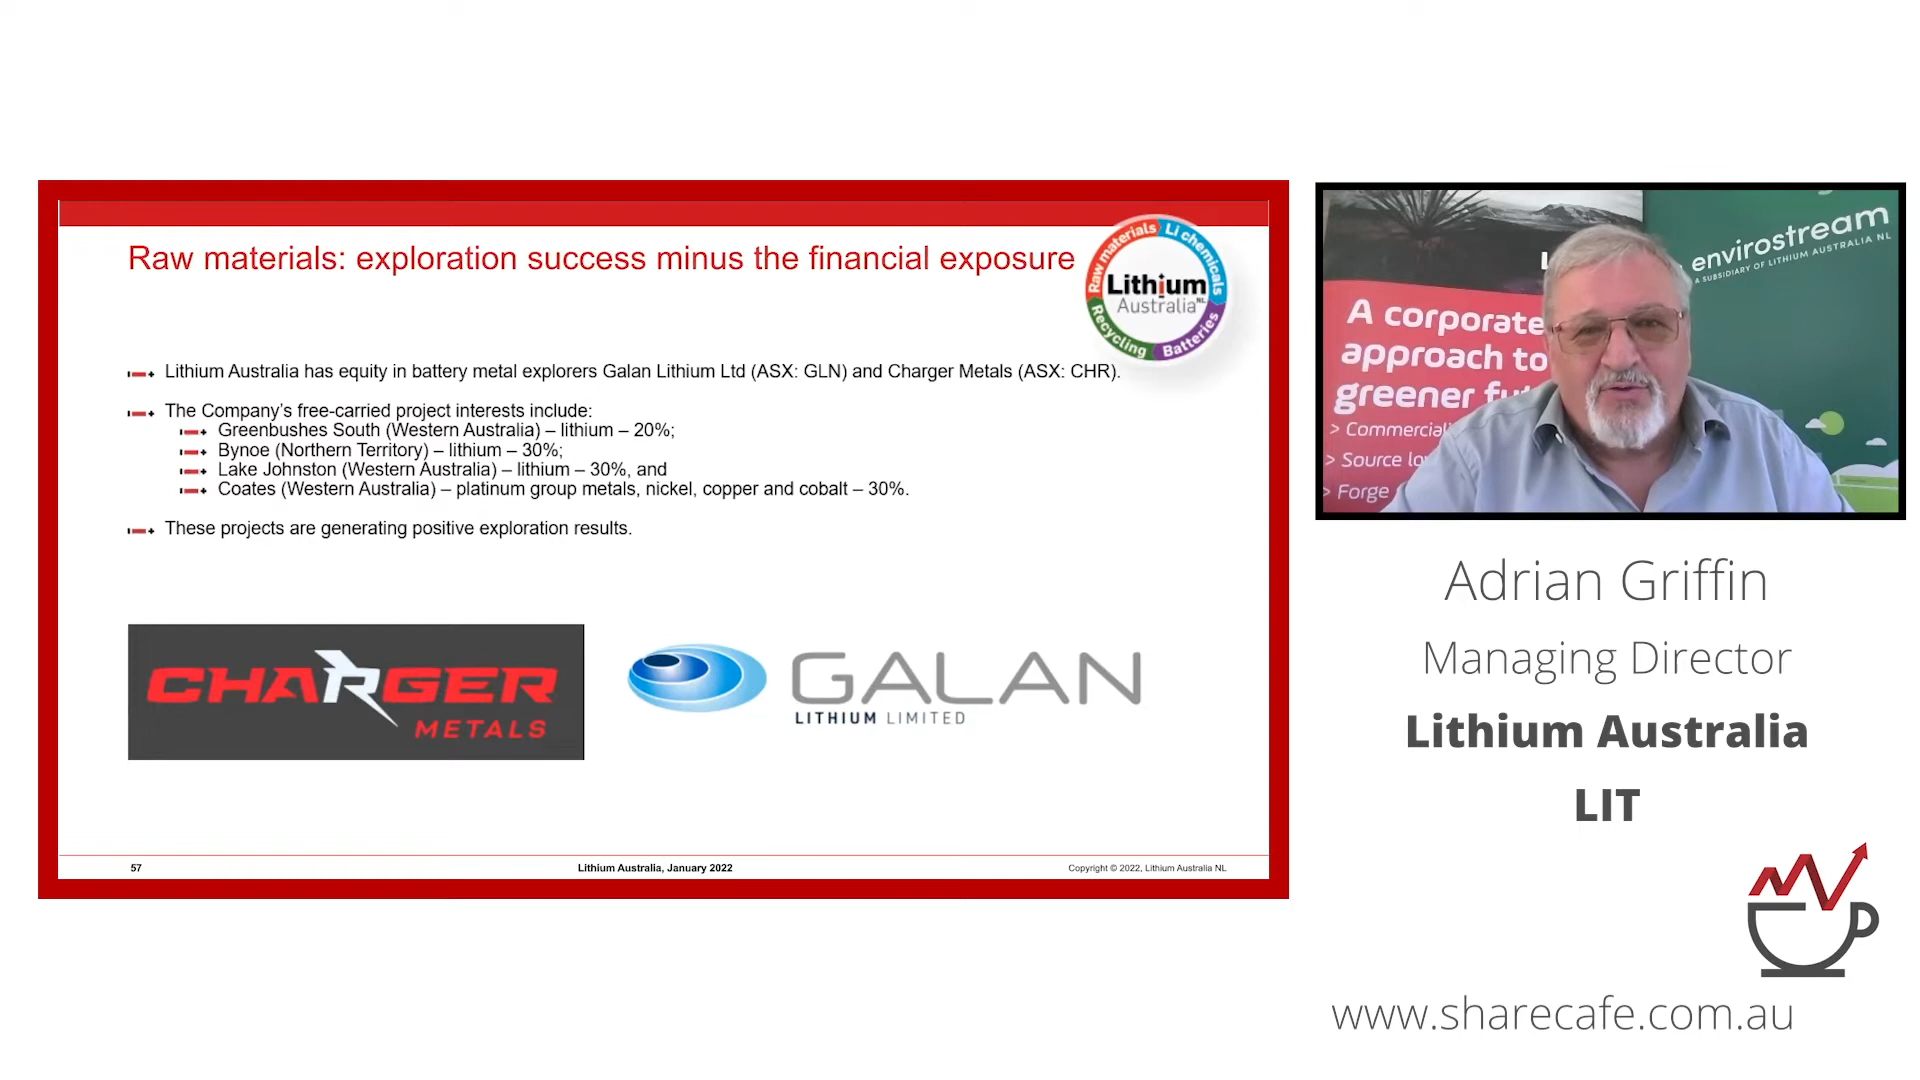 Raw materials: exploration success minus the financial exposure
Raw materials
Li chemicals
Recycling
Batteries
Lithium
Australia NL
Lithium Australia has equity in battery metal explorers Galan Lithium Ltd (ASX: GLN) and Charger Metals (ASX: CHR).
The Company’s free-carried project interests include:
Greenbushes South (Western Australia) – lithium – 20%;
Bynoe (Northern Territory) – lithium – 30%;
Lake Johnston (Western Australia) – lithium – 30%, and
Coates (Western Australia) – platinum group metals, nickel, copper and cobalt – 30%.
These projects are generating positive exploration results.
CHARGER
METALS
GALAN
LITHIUM LIMITED
57
Lithium Australia, January 2022
Copyright © 2022, Lithium Australia NL
A corporate
approach to
greener
> Commerciali
> Source
> Forge
envirostream
A SUBSIDIARY OF LITHIUM AUSTRALIA NL
Adrian Griffin
Managing Director
Lithium Australia
LIT
www.sharecafe.com.au